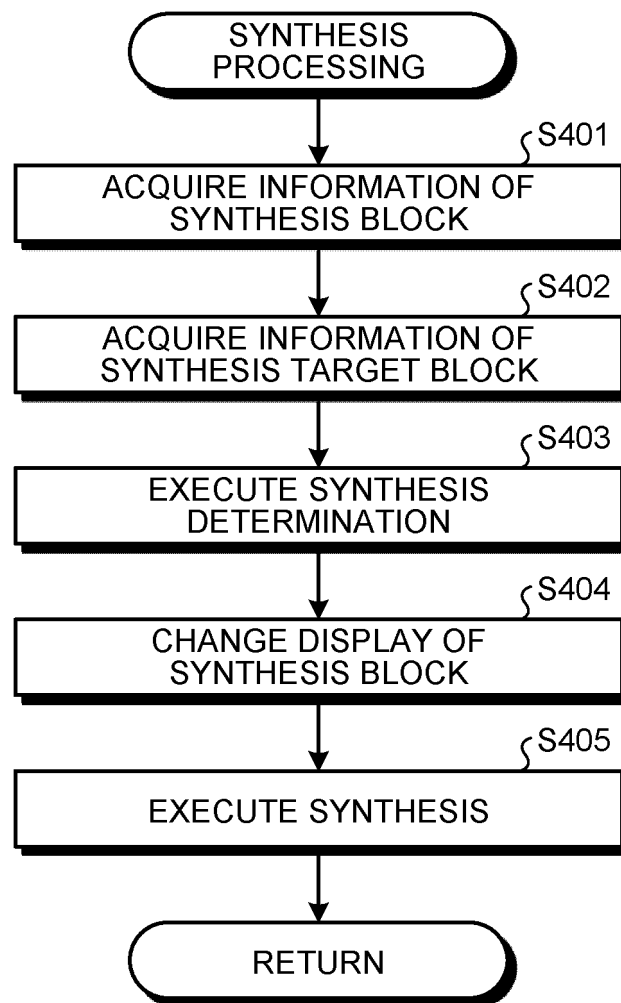 SYNTHESIS
PROCESSING
S401
ACQUIRE INFORMATION OF
SYNTHESIS BLOCK
S402
ACQUIRE INFORMATION OF
SYNTHESIS TARGET BLOCK
S403
EXECUTE SYNTHESIS
DETERMINATION
S404
CHANGE DISPLAY OF
SYNTHESIS BLOCK
S405
EXECUTE SYNTHESIS
RETURN